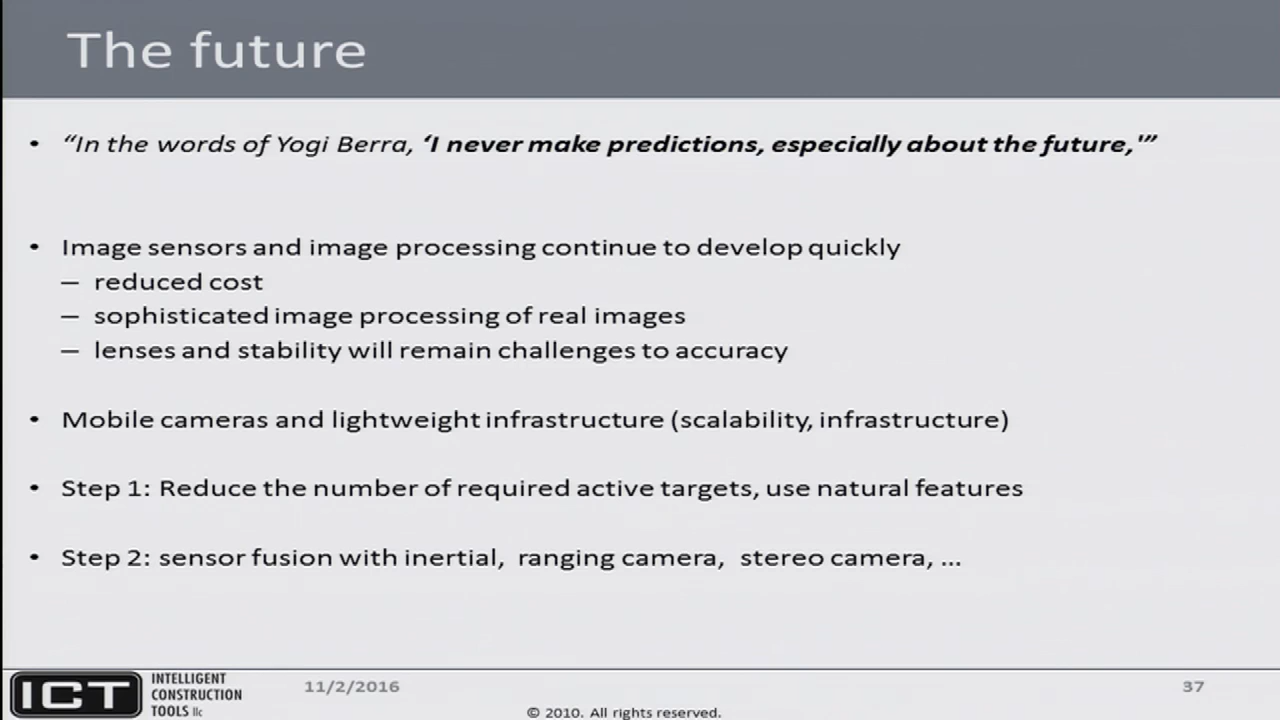 The future
• “In the words of Yogi Berra, ‘I never make predictions, especially about the future,'”
• Image sensors and image processing continue to develop quickly
– reduced cost
– sophisticated image processing of real images
– lenses and stability will remain challenges to accuracy
• Mobile cameras and lightweight infrastructure (scalability, infrastructure)
• Step 1: Reduce the number of required active targets, use natural features
• Step 2: sensor fusion with inertial, ranging camera, stereo camera, ...
ICT
INTELLIGENT
CONSTRUCTION
TOOLS llc
11/2/2016
© 2010. All rights reserved.
37